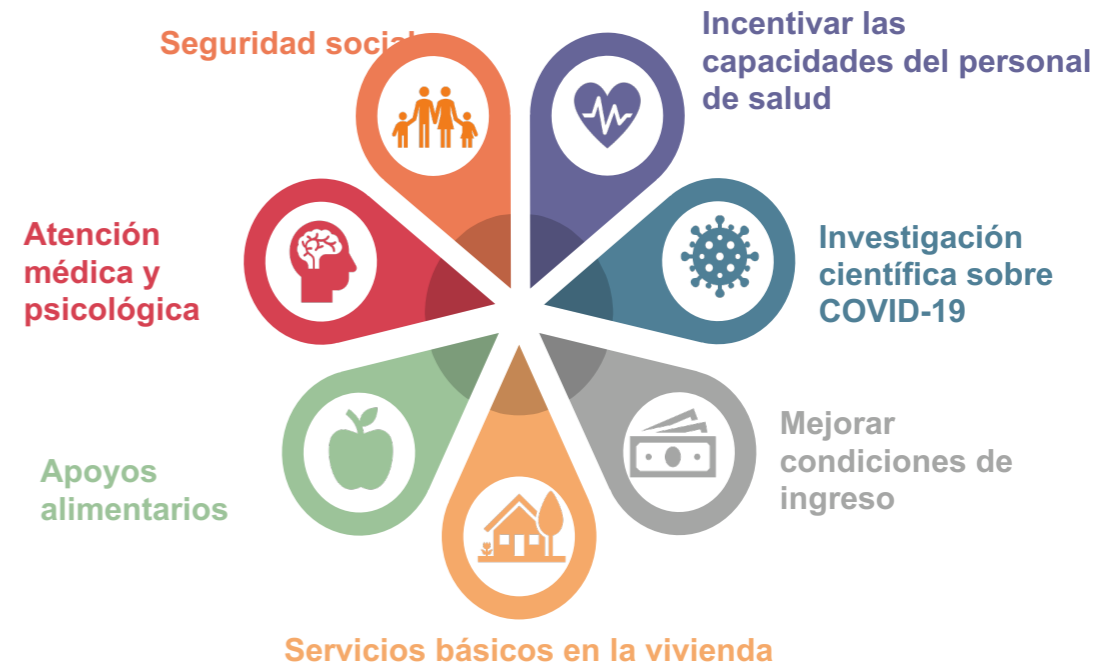 Seguridad social
Incentivar las
capacidades del personal
de salud
Atención
médica y
psicológica
Investigación
científica sobre
COVID-19
Apoyos
alimentarios
Mejorar
condiciones de
ingreso
Servicios básicos en la vivienda